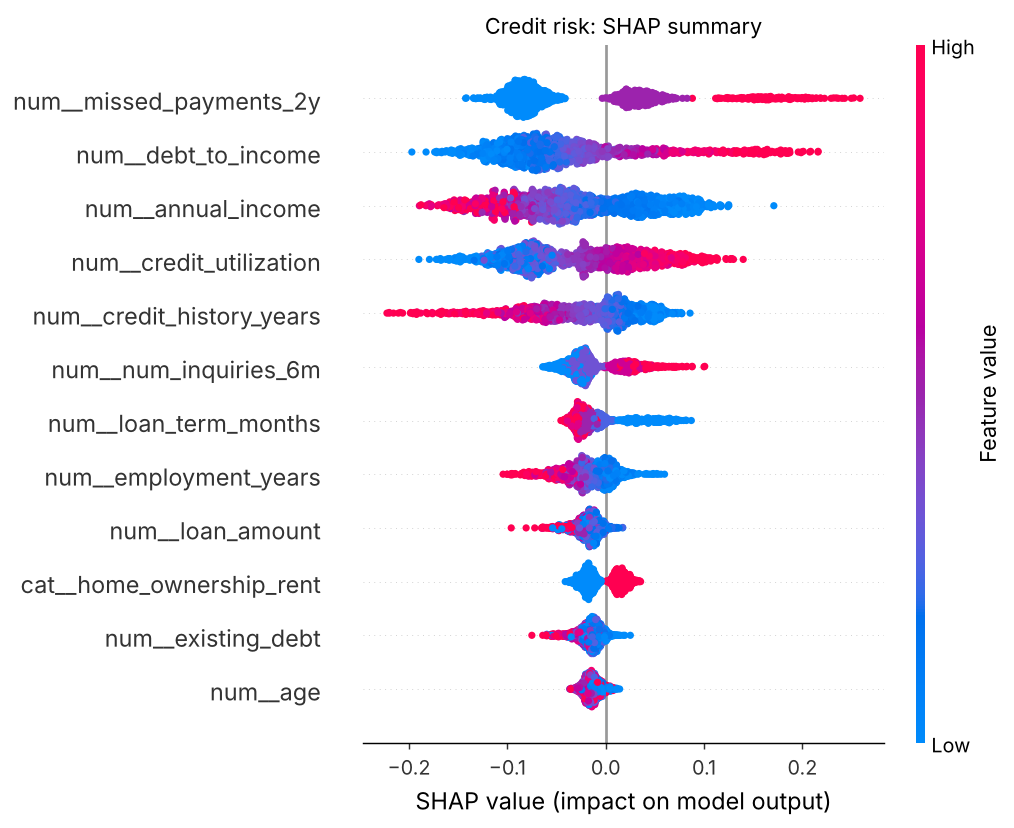 Credit risk: SHAP summary
High
num__missed_payments_2y
num__debt_to_income
num__annual_income
num__credit_utilization
num__credit_history_years
num__num_inquiries_6m
num__loan_term_months
num__employment_years
num__loan_amount
cat__home_ownership_rent
num__existing_debt
num__age
Feature value
Low
−0.2 −0.1 0.0 0.1 0.2
SHAP value (impact on model output)